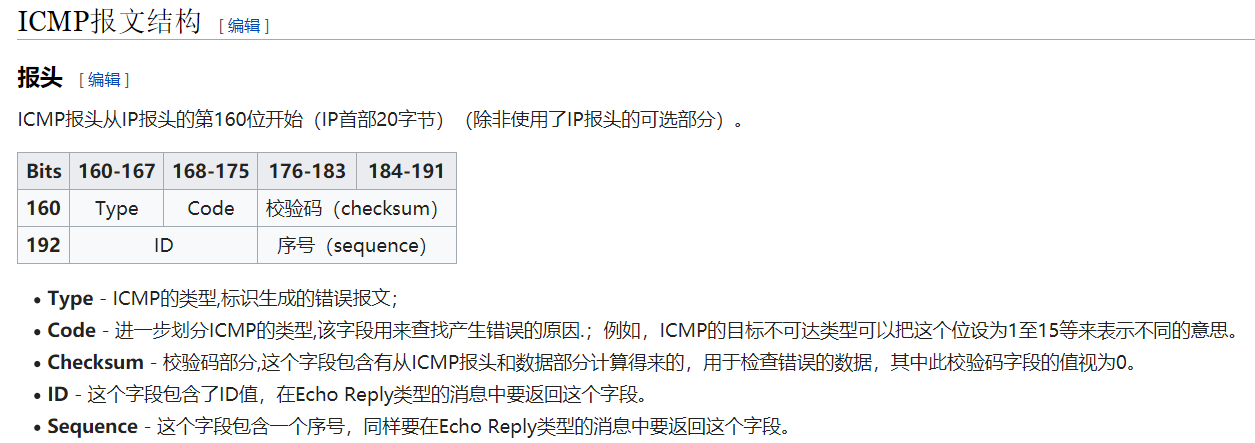 ICMP报文结构 [编辑]
报头 [编辑]
ICMP报头从IP报头的第160位开始（IP首部20字节）（除非使用了IP报头的可选部分）。
Bits 160-167 168-175 176-183 184-191
160 Type Code 校验码（checksum）
192 ID 序号（sequence）
• Type - ICMP的类型,标识生成的错误报文；
• Code - 进一步划分ICMP的类型,该字段用来查找产生错误的原因.；例如，ICMP的目标不可达类型可以把这个位设为1至15等来表示不同的意思。
• Checksum - 校验码部分,这个字段包含有从ICMP报头和数据部分计算得来的，用于检查错误的数据，其中此校验码字段的值视为0。
• ID - 这个字段包含了ID值，在Echo Reply类型的消息中要返回这个字段。
• Sequence - 这个字段包含一个序号，同样要在Echo Reply类型的消息中要返回这个字段。